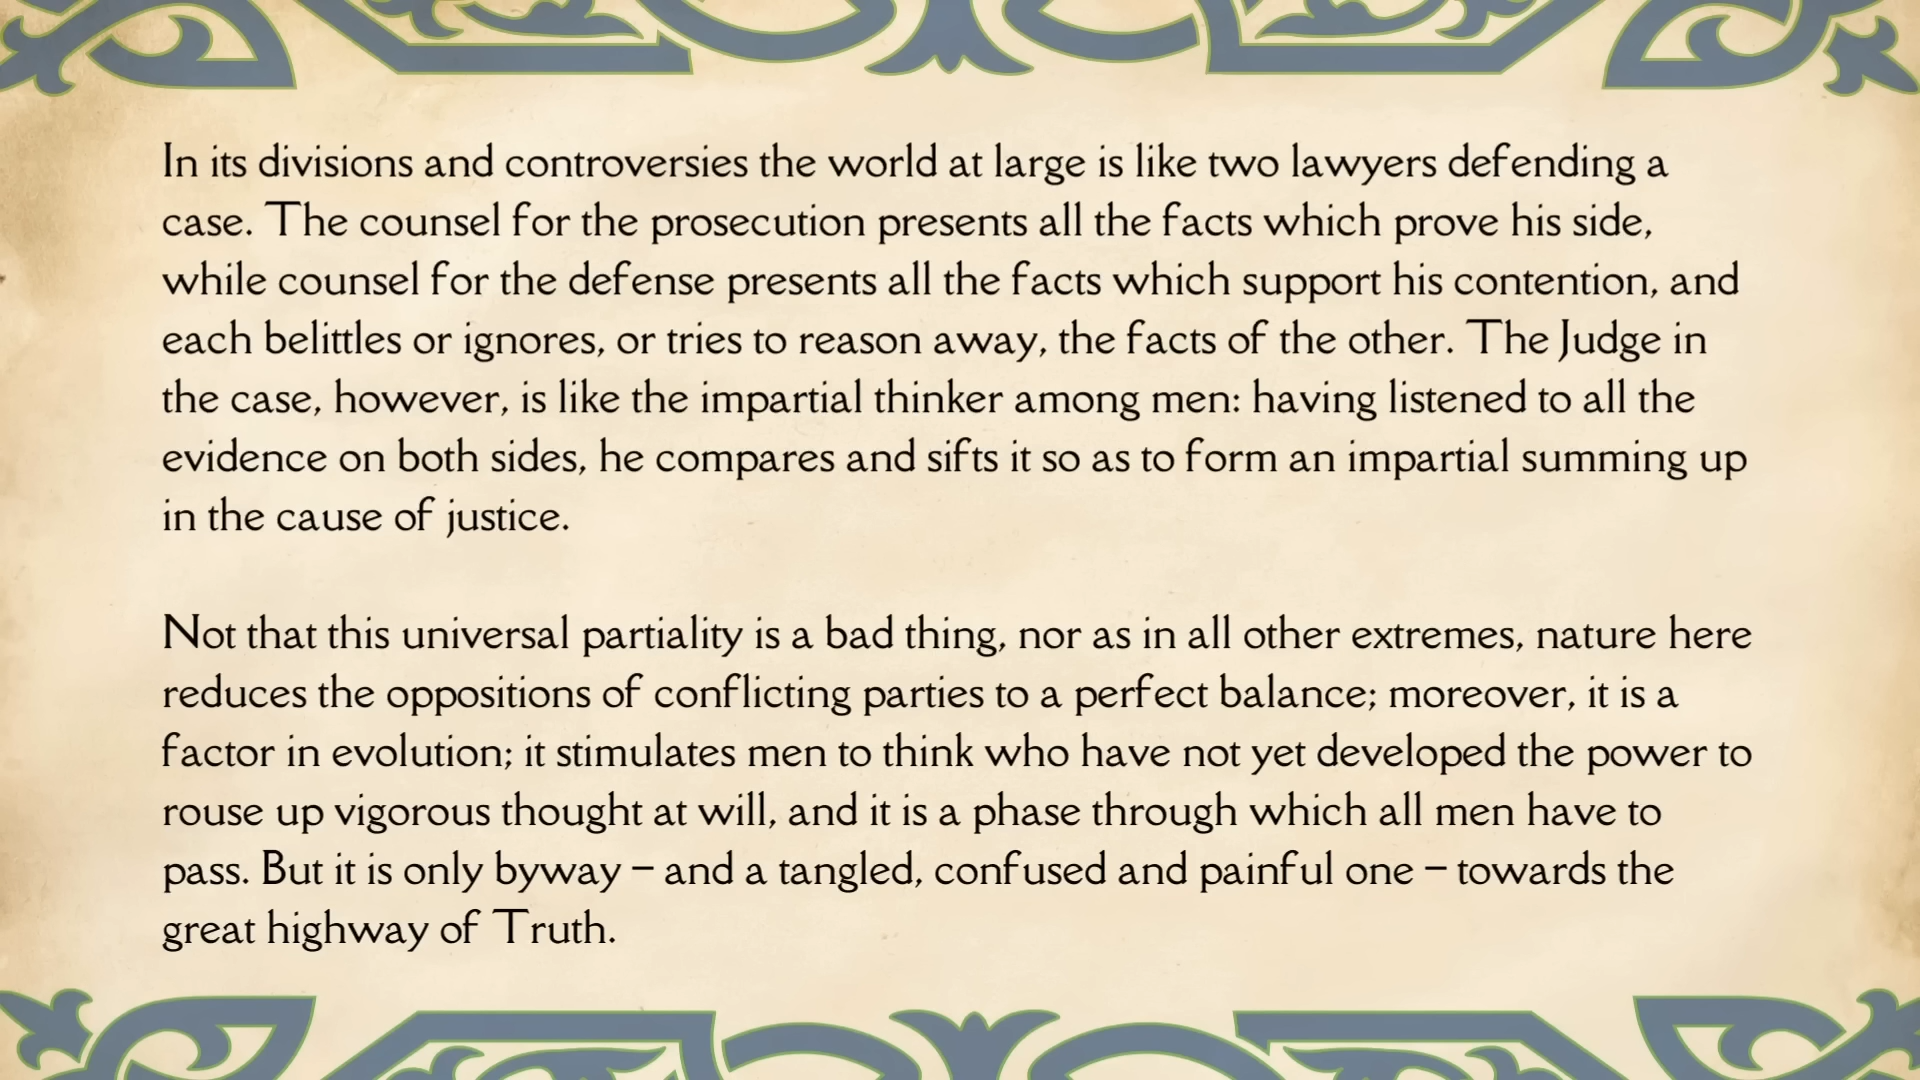 In its divisions and controversies the world at large is like two lawyers defending a
case. The counsel for the prosecution presents all the facts which prove his side,
while counsel for the defense presents all the facts which support his contention, and
each belittles or ignores, or tries to reason away, the facts of the other. The Judge in
the case, however, is like the impartial thinker among men: having listened to all the
evidence on both sides, he compares and sifts it so as to form an impartial summing up
in the cause of justice.
Not that this universal partiality is a bad thing, nor as in all other extremes, nature here
reduces the oppositions of conflicting parties to a perfect balance; moreover, it is a
factor in evolution; it stimulates men to think who have not yet developed the power to
rouse up vigorous thought at will, and it is a phase through which all men have to
pass. But it is only byway – and a tangled, confused and painful one – towards the
great highway of Truth.